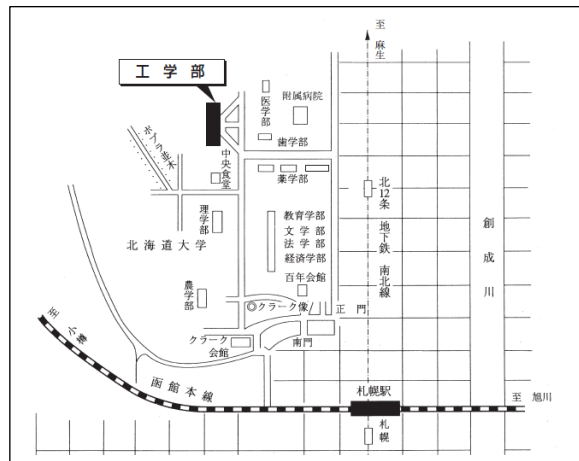 至 麻生
工学部
医学部
附属病院
歯学部
ポプラ並木
中央食堂
薬学部
北12条
地下鉄 南北線
創成川
理学部
教育学部
文学部
法学部
経済学部
北海道大学
百年会館
農学部
クラーク像
正門
クラーク
会館
南門
至 小樽
函館本線
札幌駅
至 旭川
札幌